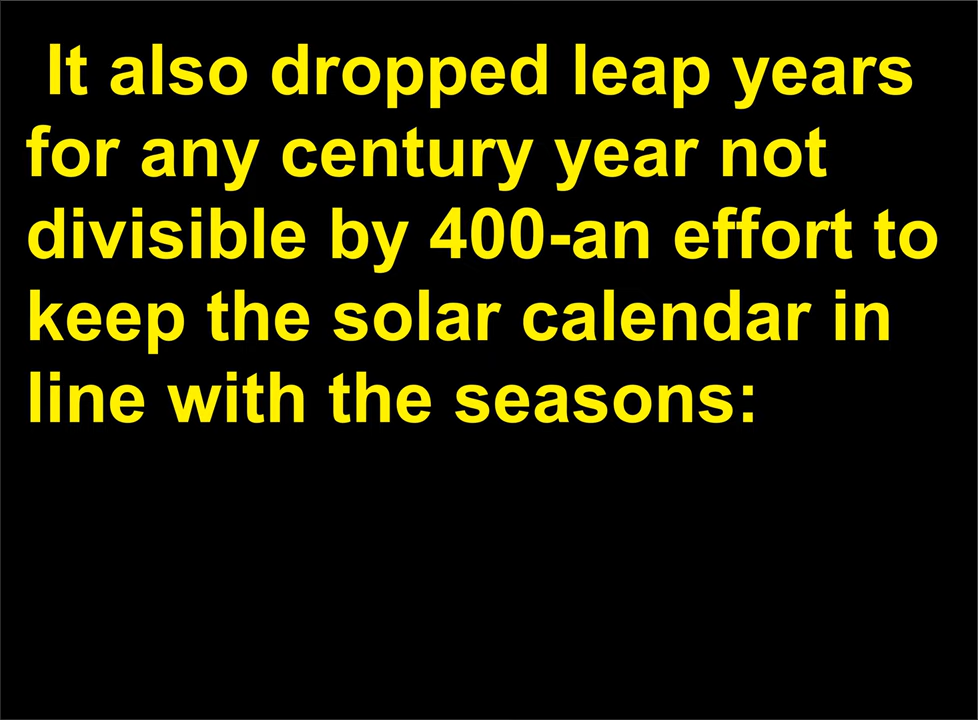 It also dropped leap years
for any century year not
divisible by 400-an effort to
keep the solar calendar in
line with the seasons: